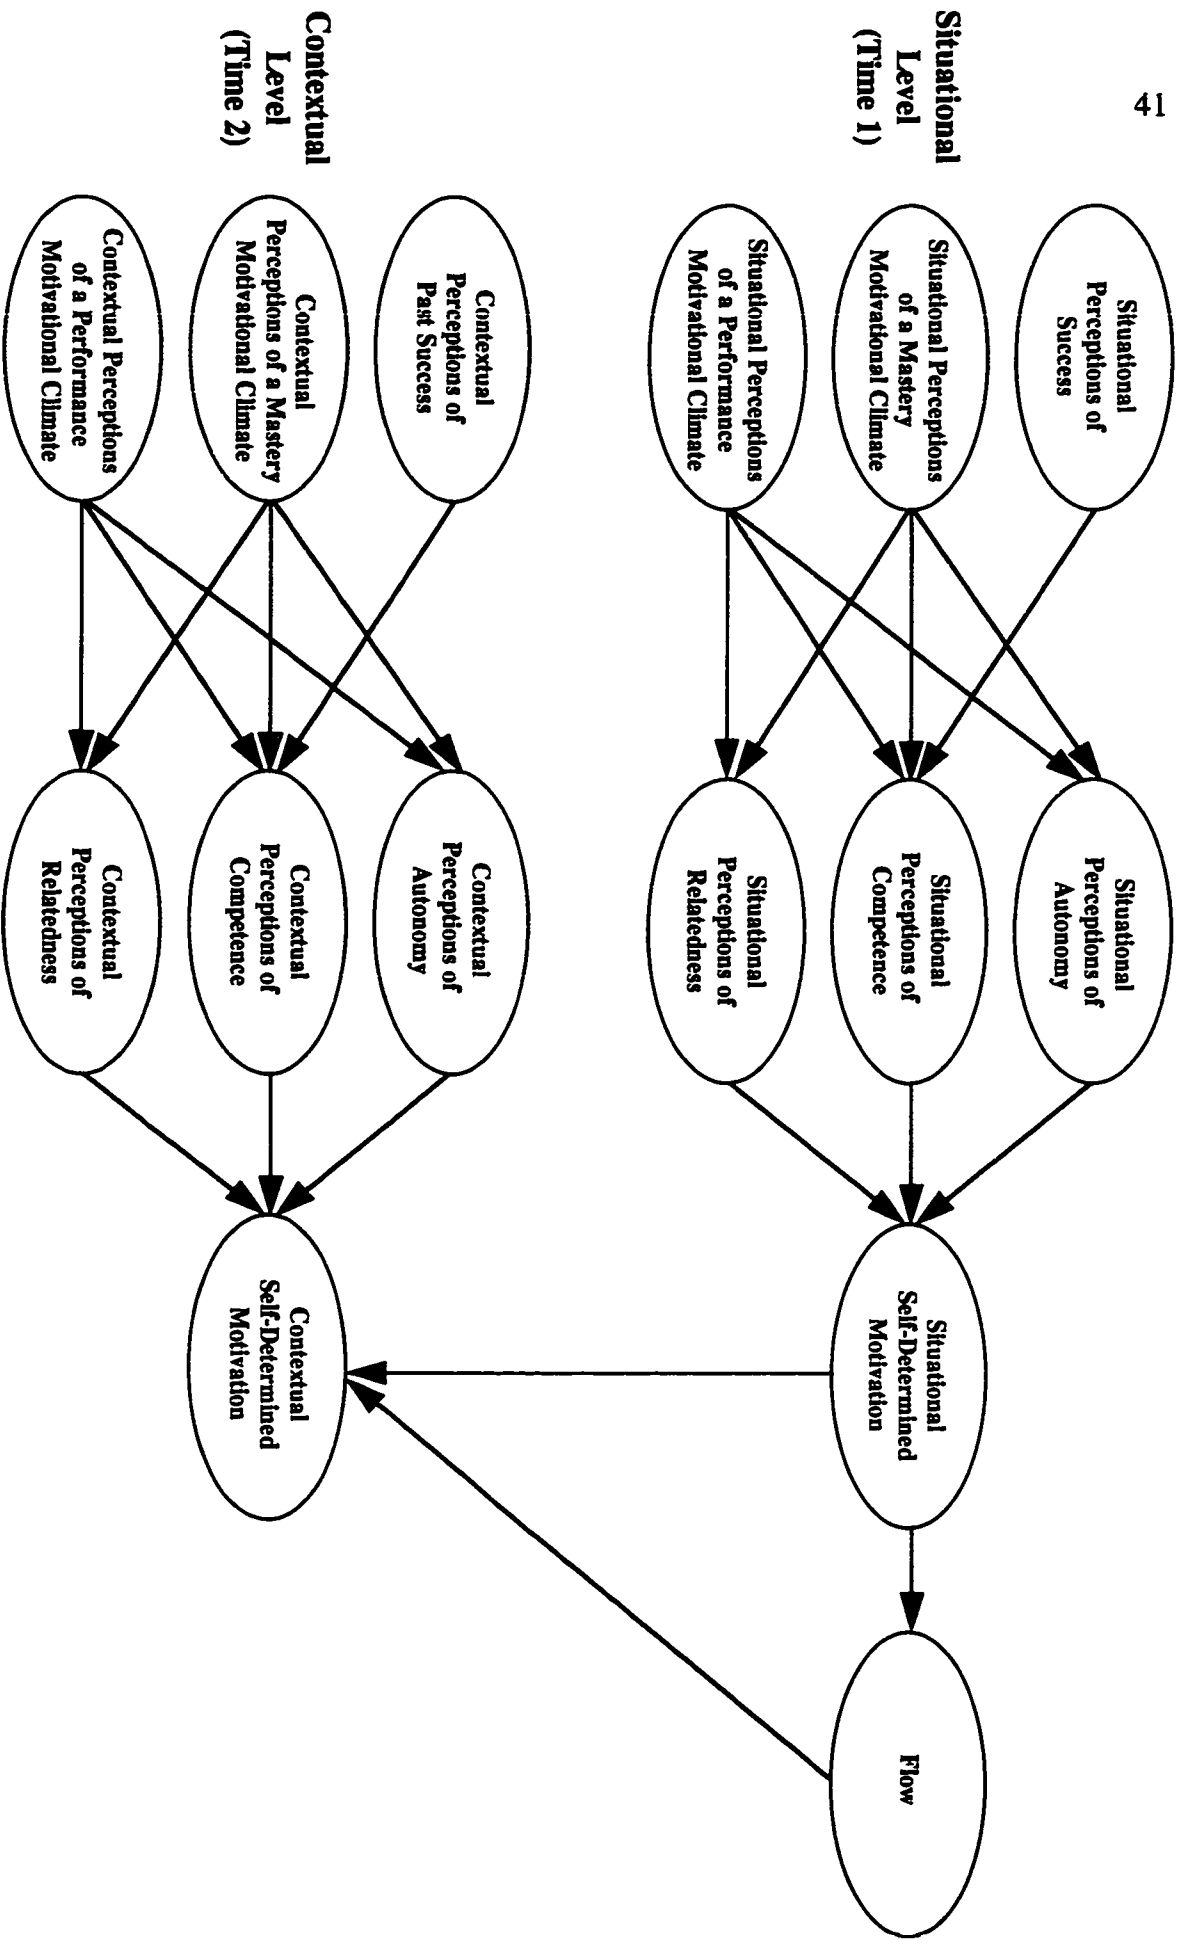 41
Situational
Level
(Time 1)
Situational
Perceptions of
Success
Situational Perceptions
of a Mastery
Motivational Climate
Situational Perceptions
of a Performance
Motivational Climate
Situational
Perceptions of
Autonomy
Situational
Perceptions of
Competence
Situational
Perceptions of
Relatedness
Situational
Self-Determined
Motivation
Flow
Contextual
Level
(Time 2)
Contextual
Perceptions of
Past Success
Contextual
Perceptions of a Mastery
Motivational Climate
Contextual Perceptions
of a Performance
Motivational Climate
Contextual
Perceptions of
Autonomy
Contextual
Perceptions of
Competence
Contextual
Perceptions of
Relatedness
Contextual
Self-Determined
Motivation